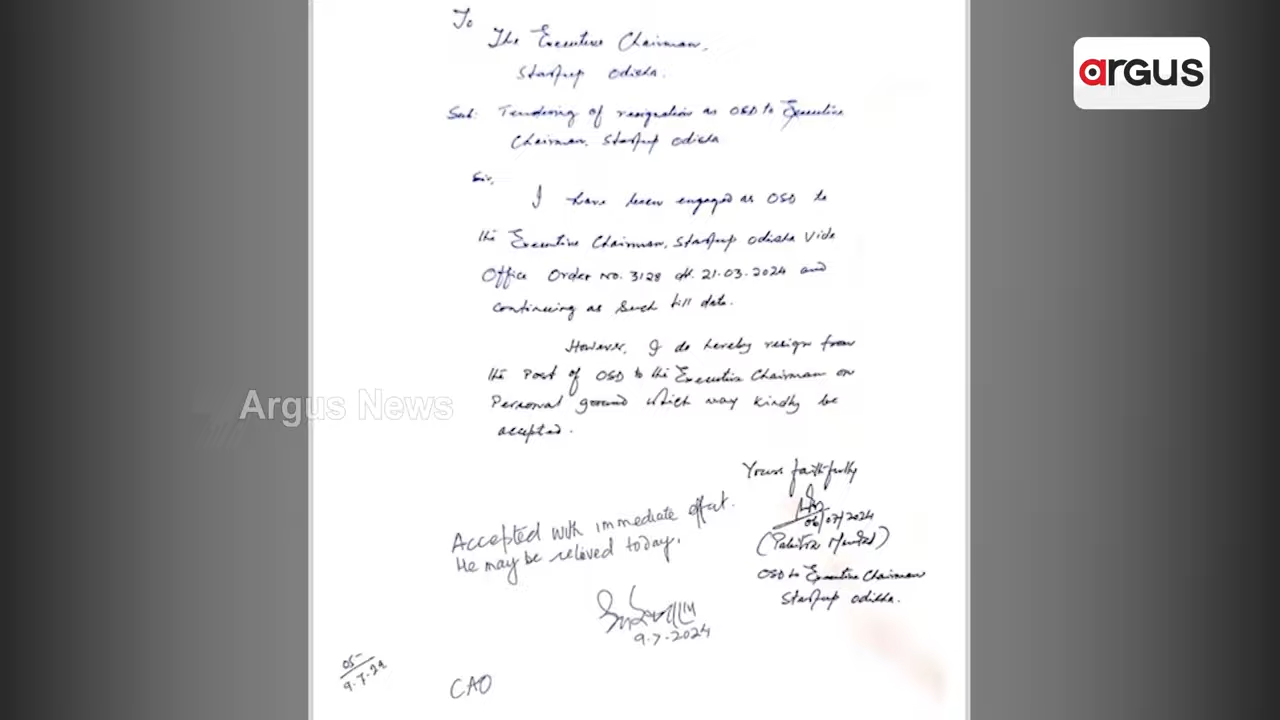 argus
To
The Executive Chairman,
Startup Odisha.
Sub: Tendering of resignation as OSD to Executive
Chairman, Startup Odisha
Sir,
I have been engaged as OSD to
the Executive Chairman, Startup Odisha Vide
Office Order No. 3128 dt. 21.03.2024 and
continuing as such till date.
However, I do hereby resign from
the Post of OSD to the Executive Chairman on
Personal ground which may kindly be
accepted.
Argus News
Yours faithfully
06/07/2024
OSD to Executive Chairman
Startup Odisha.
Accepted with immediate effect.
He may be relieved today.
9.7.2024
05
9.7.24
CAO